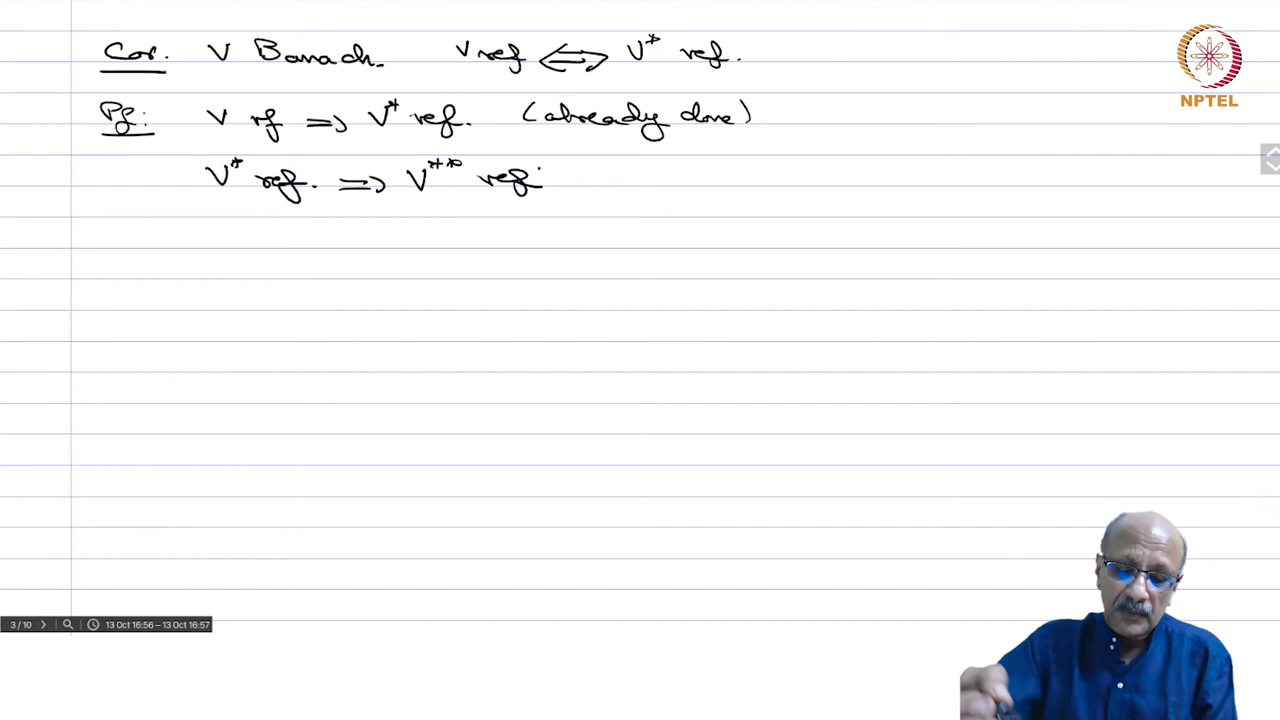 Cor. V Banach. V ref ⟺ V* ref.
Pf: V rf ⟹ V* ref. (already done)
V* ref. ⟹ V** ref.
NPTEL
3 / 10 13 Oct 16:56 – 13 Oct 16:57